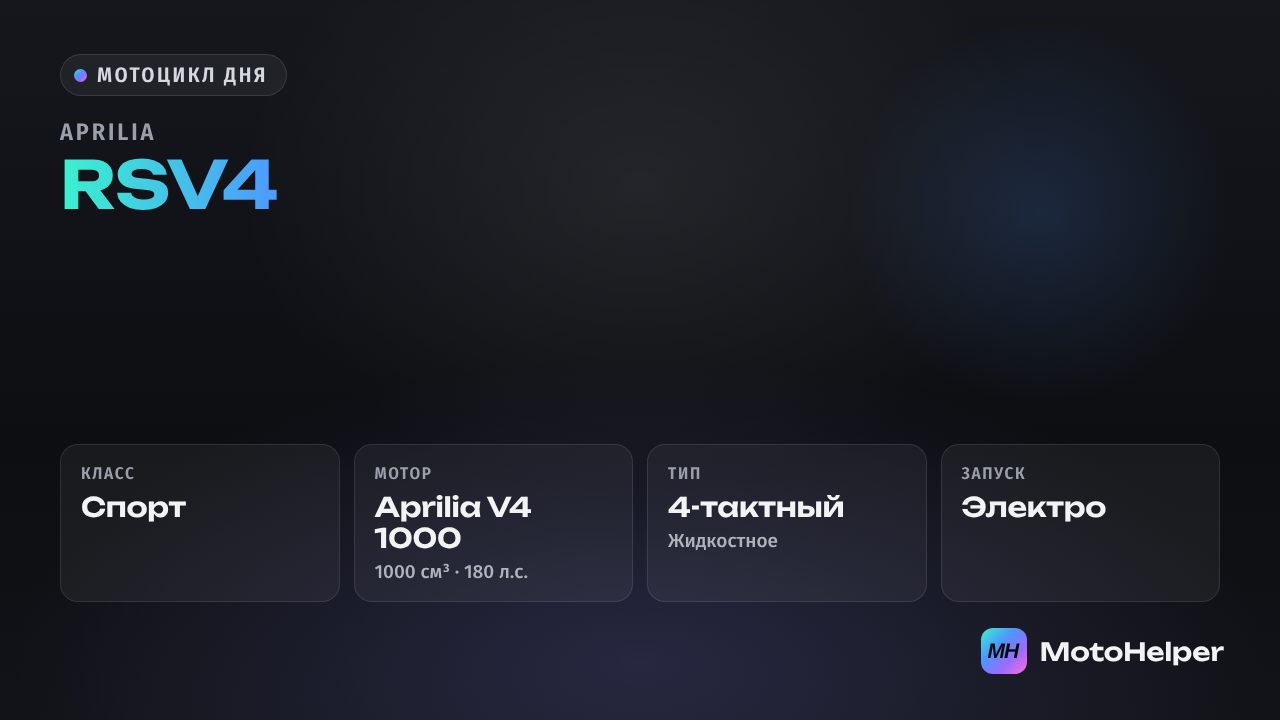 МОТОЦИКЛ ДНЯ
APRILIA
RSV4
КЛАСС
Спорт
МОТОР
Aprilia V4
1000
1000 см³ · 180 л.с.
ТИП
4-тактный
Жидкостное
ЗАПУСК
Электро
MH MotoHelper